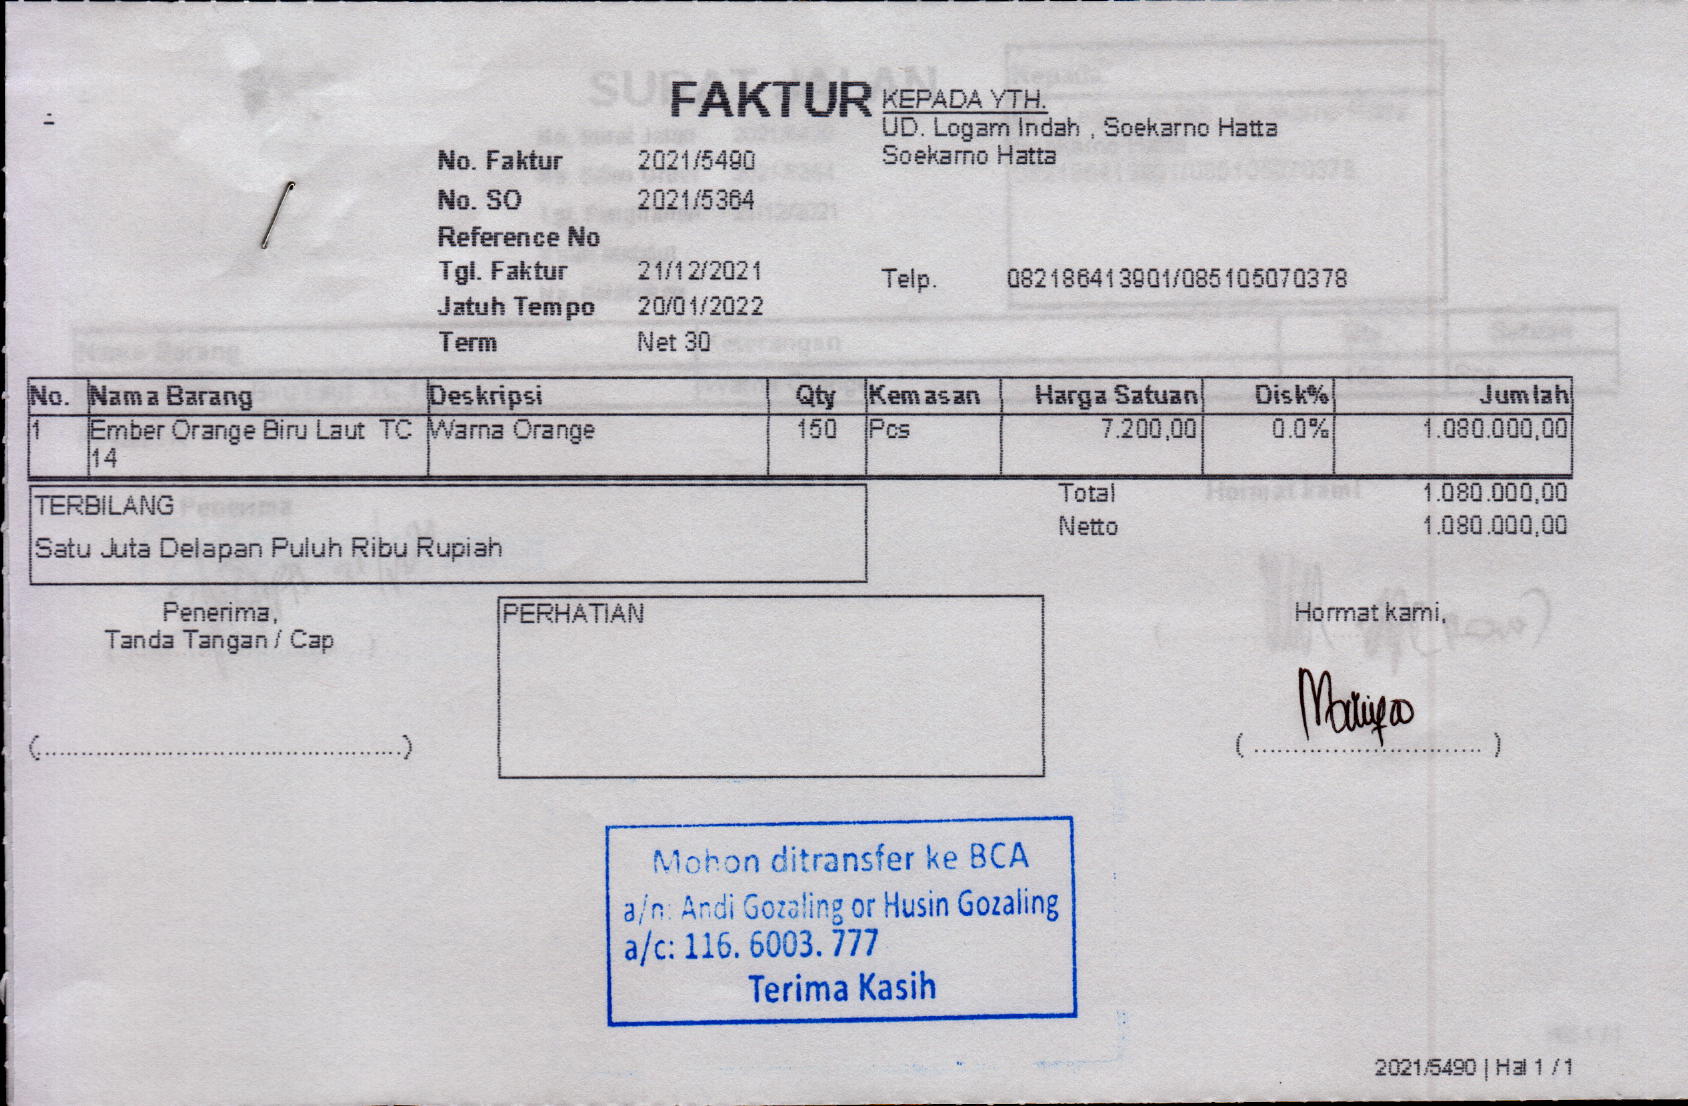 FAKTUR
KEPADA YTH.
UD. Logam Indah , Soekarno Hatta
Soekarno Hatta
No. Faktur 2021/5490
No. SO 2021/5364
Reference No
Tgl. Faktur 21/12/2021
Telp. 082186413901/085105070378
Jatuh Tempo 20/01/2022
Term Net 30
No. Nama Barang Deskripsi Qty Kemasan Harga Satuan Disk% Jumlah
1 Ember Orange Biru Laut TC Warna Orange 150 Pcs 7.200,00 0.0% 1.080.000,00
14
TERBILANG
Satu Juta Delapan Puluh Ribu Rupiah
Total 1.080.000,00
Netto 1.080.000,00
Penerima,
Tanda Tangan / Cap
(..............................................)
PERHATIAN
Hormat kami,
( ............................ )
Mohon ditransfer ke BCA
a/n: Andi Gozaling or Husin Gozaling
a/c: 116. 6003. 777
Terima Kasih
2021/5490 | Hal 1 / 1